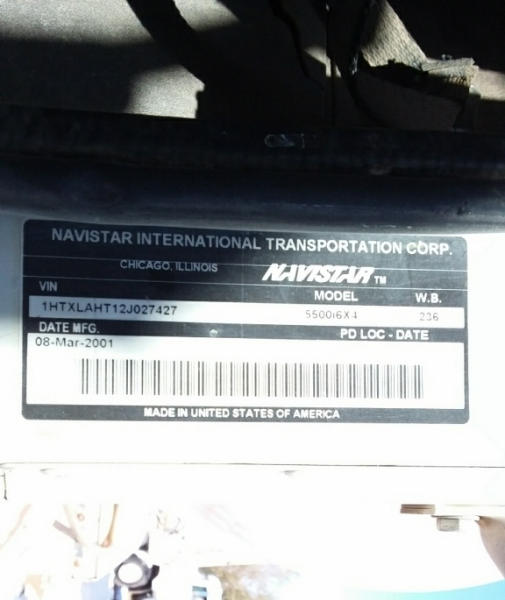 NAVISTAR INTERNATIONAL TRANSPORTATION CORP.
CHICAGO, ILLINOIS NAVISTAR TM
VIN MODEL W.B.
1HTXLAHT12J027427 5500i6X4 236
DATE MFG. PD LOC - DATE
08-Mar-2001
MADE IN UNITED STATES OF AMERICA